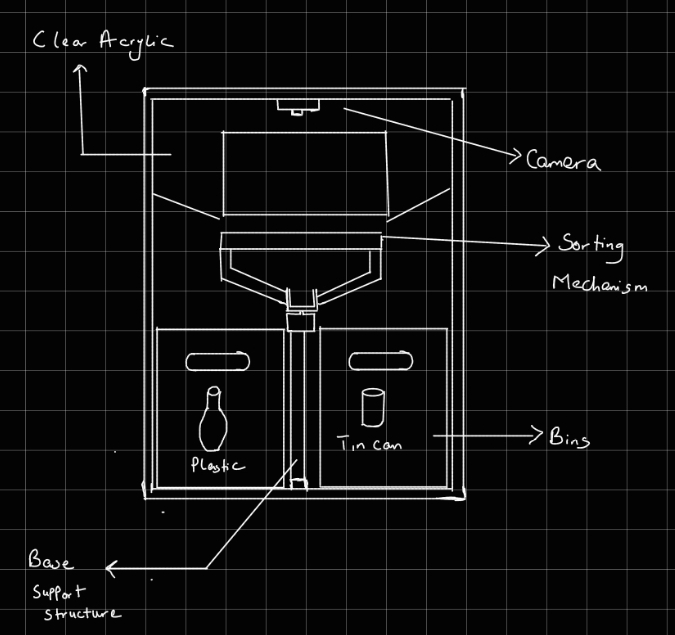 Clear Acrylic
Camera
Sorting
Mechanism
Plastic
Tin can
Bins
Base
Support
Structure